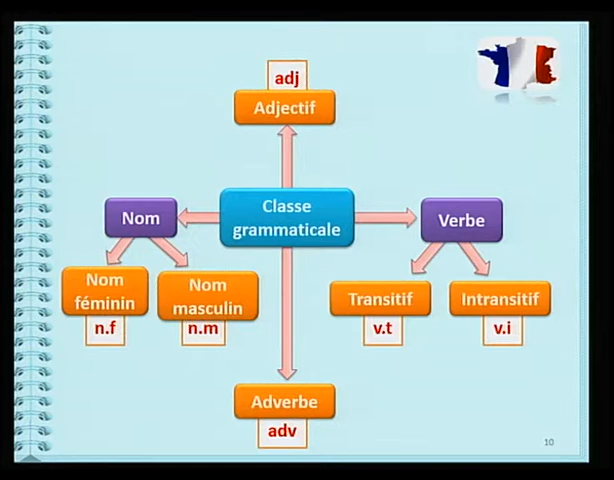 adj
Adjectif
Classe
grammaticale
Nom
Verbe
Nom
féminin
n.f
Nom
masculin
n.m
Transitif
v.t
Intransitif
v.i
Adverbe
adv
10